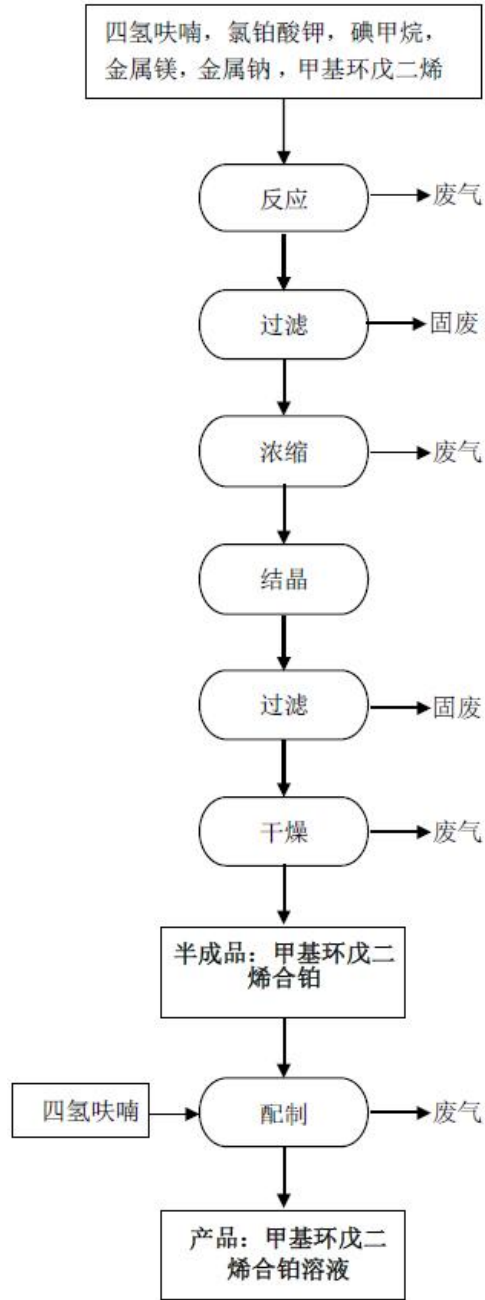 四氢呋喃，氯铂酸钾，碘甲烷，
金属镁，金属钠，甲基环戊二烯
反应
废气
过滤
固废
浓缩
废气
结晶
过滤
固废
干燥
废气
半成品：甲基环戊二
烯合铂
四氢呋喃
配制
废气
产品：甲基环戊二
烯合铂溶液